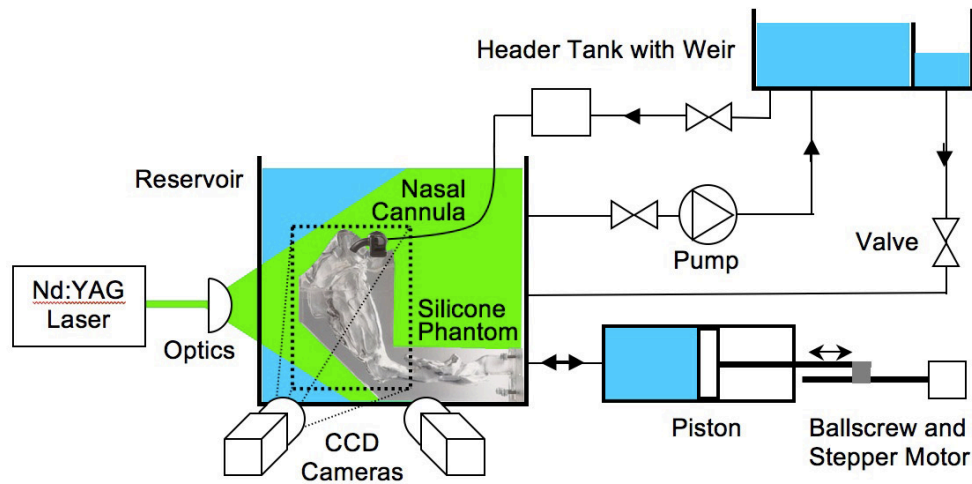 Header Tank with Weir
Reservoir
Nasal
Cannula
Pump
Valve
Nd:YAG
Laser
Optics
Silicone
Phantom
CCD
Cameras
Piston
Ballscrew and
Stepper Motor